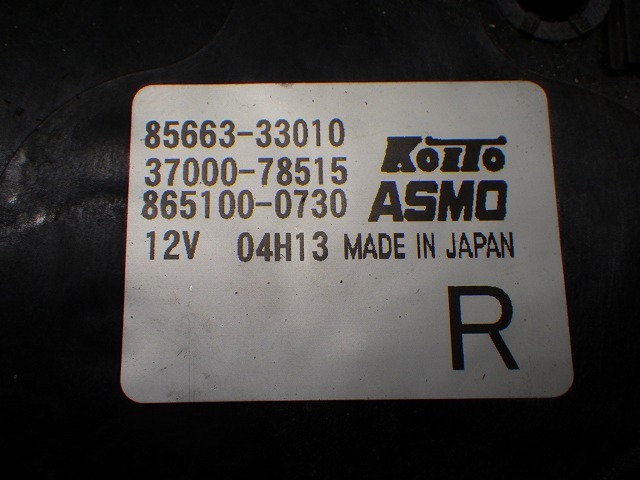 85663-33010
37000-78515 KOITO
865100-0730 ASMO
12V 04H13 MADE IN JAPAN
R